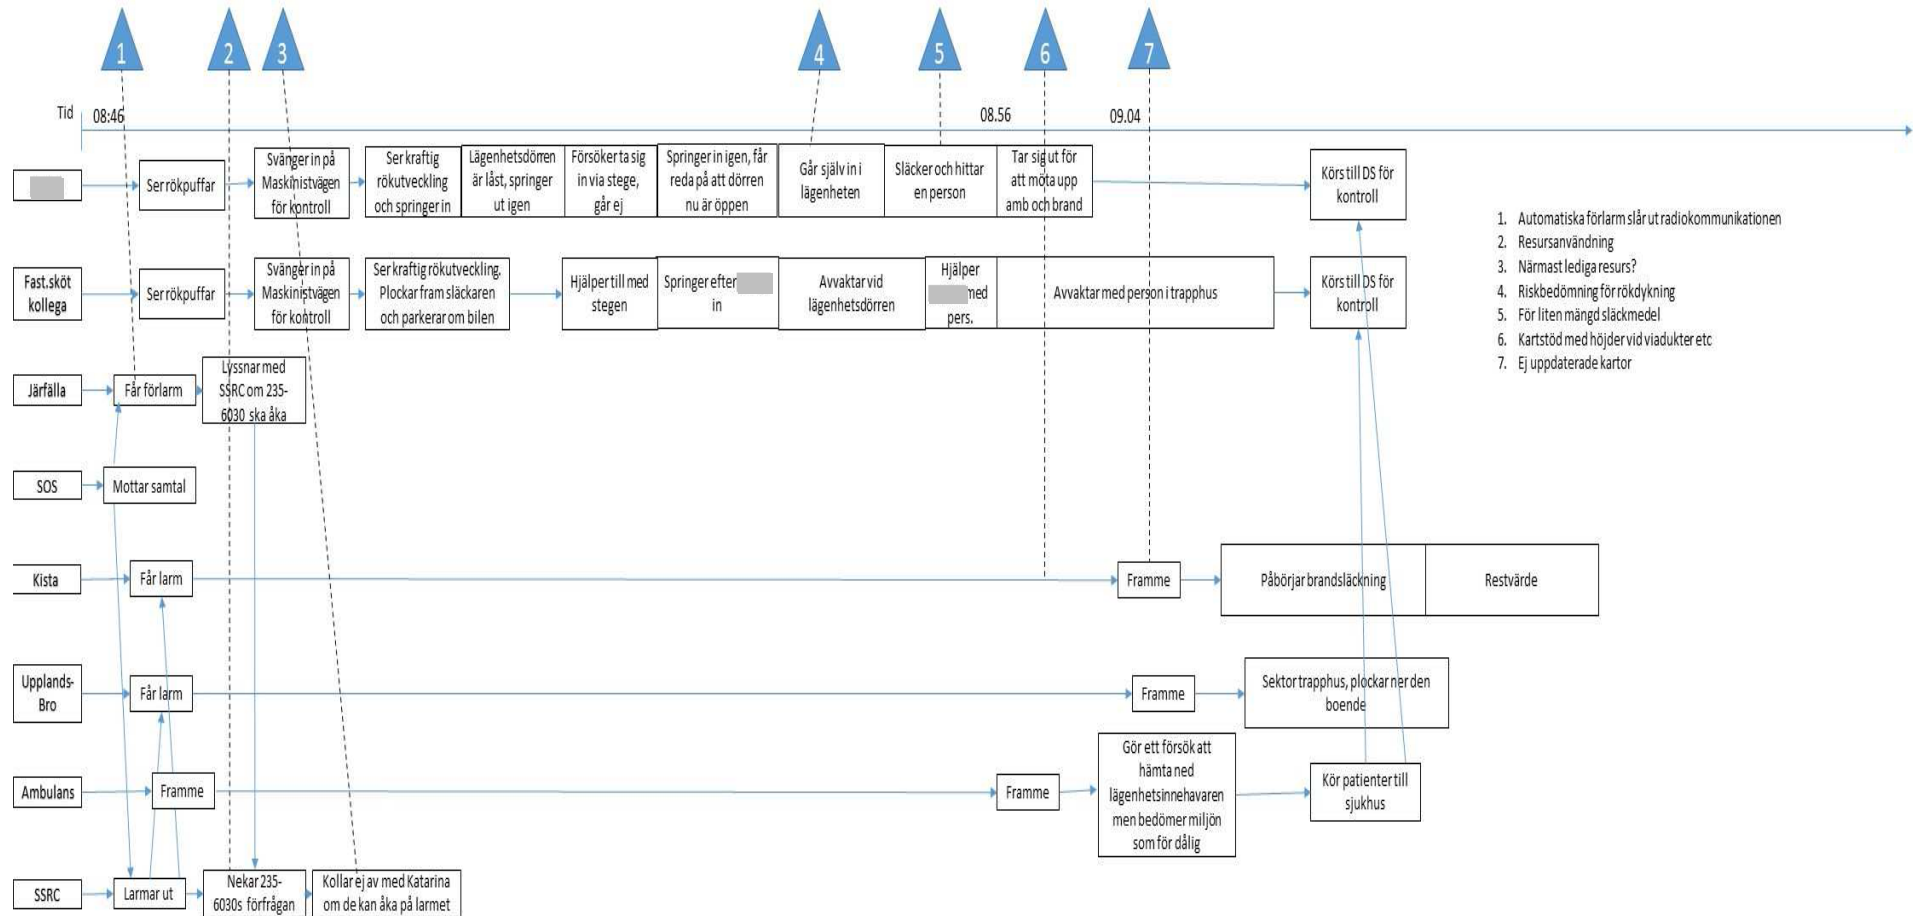 1
2
3
4
5
6
7
Tid
08:46
08.56
09.04
Ser rökpuffar
Svänger in på
Maskinistvägen
för kontroll
Ser kraftig
rökutveckling
och springer in
Lägenhetsdörren
är låst, springer
ut igen
Försöker ta sig
in via stege,
går ej
Springer in igen, får
reda på att dörren
nu är öppen
Går själv in i
lägenheten
Släcker och hittar
en person
Tar sig ut för
att möta upp
amb och brand
Körs till DS för
kontroll
Fast.sköt
kollega
Ser rökpuffar
Svänger in på
Maskinistvägen
för kontroll
Ser kraftig rökutveckling.
Plockar fram släckaren
och parkerar om bilen
Hjälper till med
stegen
Springer efter
in
Avvaktar vid
lägenhetsdörren
Hjälper
med
pers.
Avvaktar med person i trapphus
Körs till DS för
kontroll
1. Automatiska förlarm slår ut radiokommunikationen
2. Resursanvändning
3. Närmast lediga resurs?
4. Riskbedömning för rökdykning
5. För liten mängd släckmedel
6. Kartstöd med höjder vid viadukter etc
7. Ej uppdaterade kartor
Järfälla
Får förlarm
Lyssnar med
SSRC om 235-
6030 ska åka
SOS
Mottar samtal
Kista
Får larm
Framme
Påbörjar brandsläckning
Restvärde
Upplands-
Bro
Får larm
Framme
Sektor trapphus, plockar ner den
boende
Ambulans
Framme
Framme
Gör ett försök att
hämta ned
lägenhetsinnehavaren
men bedömer miljön
som för dålig
Kör patienter till
sjukhus
SSRC
Larmar ut
Nekar 235-
6030s förfrågan
Kollar ej av med Katarina
om de kan åka på larmet